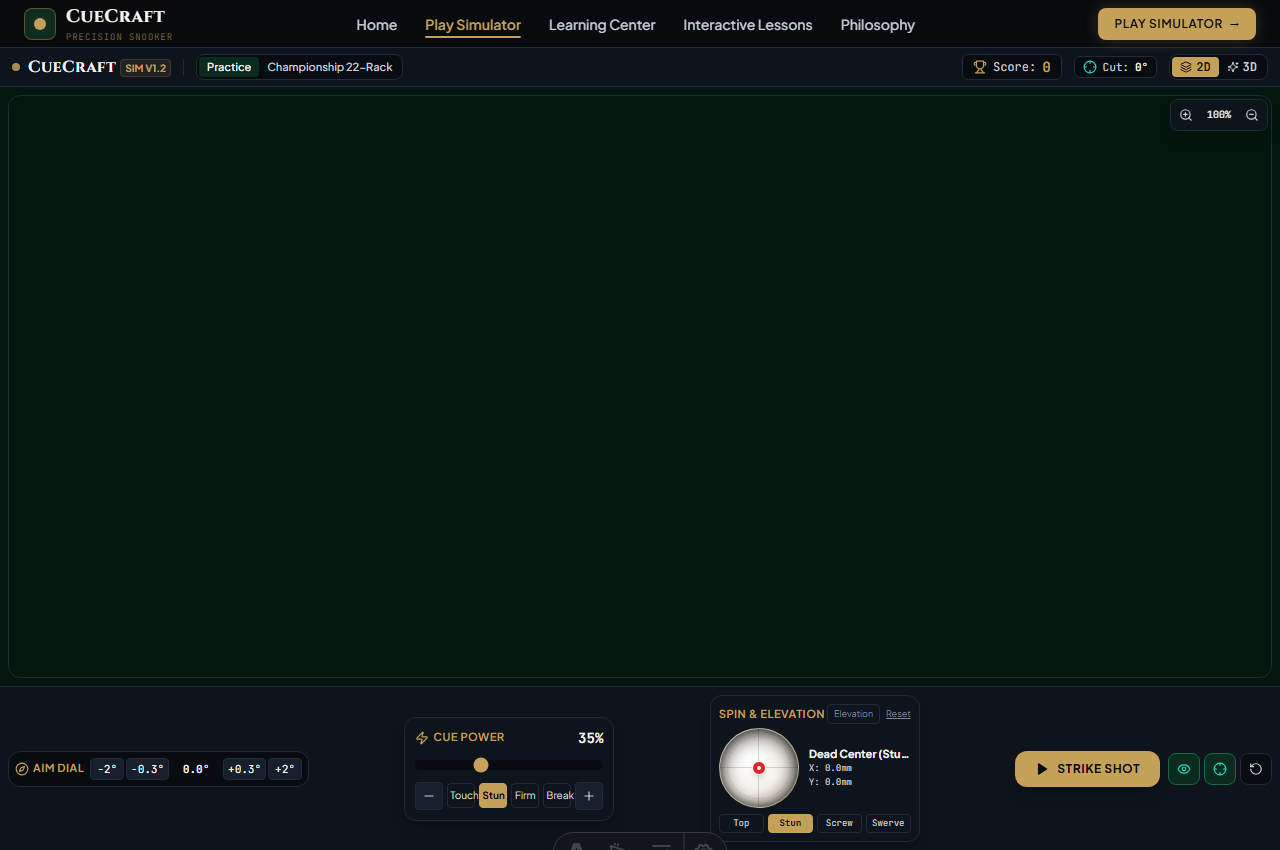 CueCraft
PRECISION SNOOKER
Home
Play Simulator
Learning Center
Interactive Lessons
Philosophy
PLAY SIMULATOR →
CueCraft SIM V1.2
Practice
Championship 22-Rack
Score: 0
Cut: 0°
2D
3D
100%
AIM DIAL -2° -0.3° 0.0° +0.3° +2°
CUE POWER 35%
− Touch Stun Firm Break +
SPIN & ELEVATION Elevation Reset
Dead Center (Stu...
X: 0.0mm
Y: 0.0mm
Top Stun Screw Swerve
STRIKE SHOT